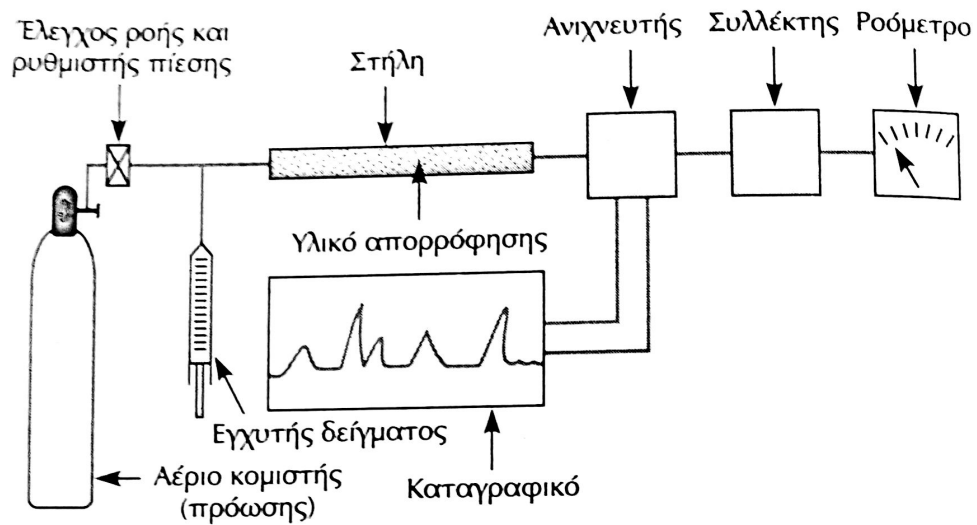 Έλεγχος ροής και
ρυθμιστής πίεσης
Στήλη
Ανιχνευτής
Συλλέκτης
Ροόμετρο
Υλικό απορρόφησης
Εγχυτής δείγματος
Αέριο κομιστής
(πρόωσης)
Καταγραφικό